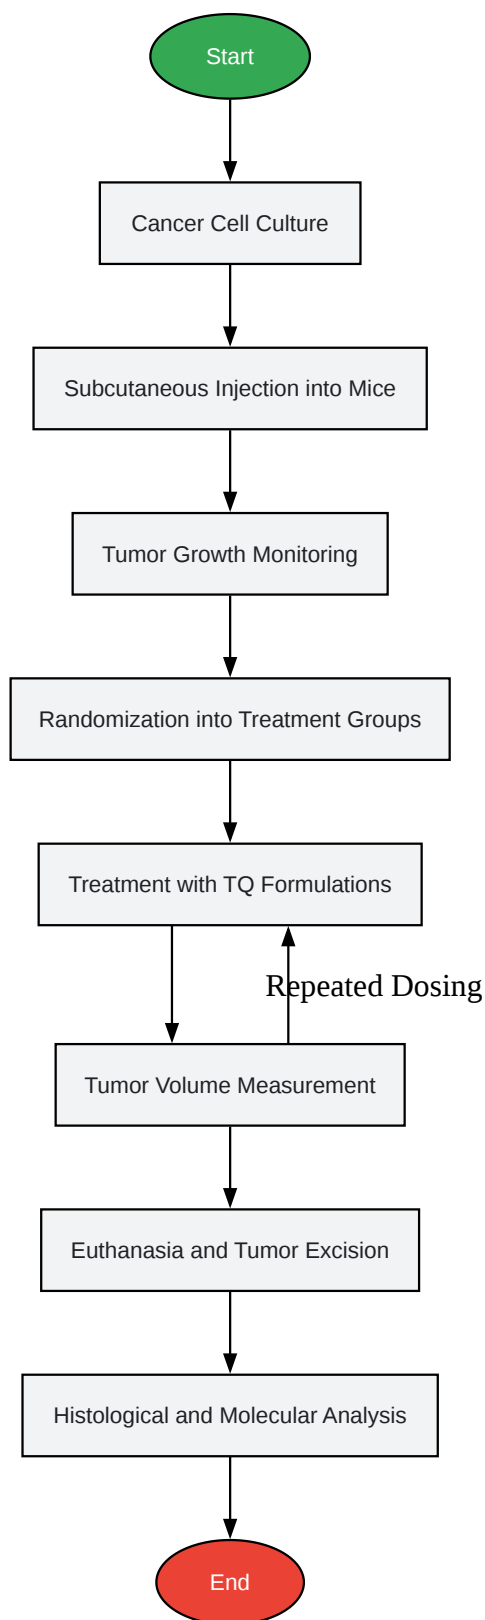 Start
Cancer Cell Culture
Subcutaneous Injection into Mice
Tumor Growth Monitoring
Randomization into Treatment Groups
Treatment with TQ Formulations
Repeated Dosing
Tumor Volume Measurement
Euthanasia and Tumor Excision
Histological and Molecular Analysis
End